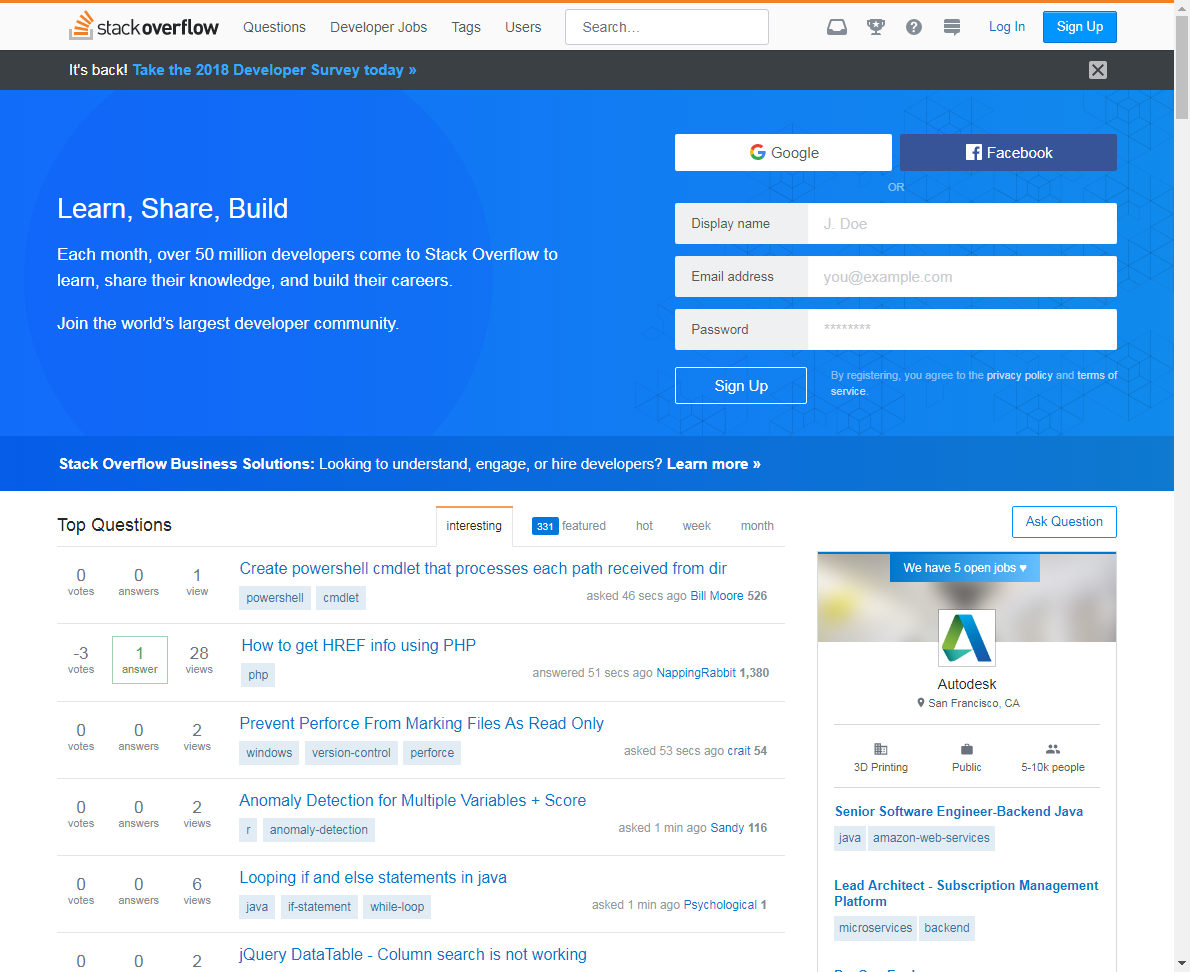 stackoverflow Questions Developer Jobs Tags Users Search... Log In Sign Up
It's back! Take the 2018 Developer Survey today »
Google Facebook
OR
Learn, Share, Build
Each month, over 50 million developers come to Stack Overflow to
learn, share their knowledge, and build their careers.
Join the world's largest developer community.
Display name J. Doe
Email address you@example.com
Password ********
Sign Up
By registering, you agree to the privacy policy and terms of
service.
Stack Overflow Business Solutions: Looking to understand, engage, or hire developers? Learn more »
Top Questions interesting 331 featured hot week month
Ask Question
0 votes 0 answers 1 view
Create powershell cmdlet that processes each path received from dir
powershell cmdlet
asked 46 secs ago Bill Moore 526
-3 votes 1 answer 28 views
How to get HREF info using PHP
php
answered 51 secs ago NappingRabbit 1,380
0 votes 0 answers 2 views
Prevent Perforce From Marking Files As Read Only
windows version-control perforce
asked 53 secs ago crait 54
0 votes 0 answers 2 views
Anomaly Detection for Multiple Variables + Score
r anomaly-detection
asked 1 min ago Sandy 116
0 votes 0 answers 6 views
Looping if and else statements in java
java if-statement while-loop
asked 1 min ago Psychological 1
0 0 2
jQuery DataTable - Column search is not working
We have 5 open jobs ♥
Autodesk
San Francisco, CA
3D Printing Public 5-10k people
Senior Software Engineer-Backend Java
java amazon-web-services
Lead Architect - Subscription Management
Platform
microservices backend